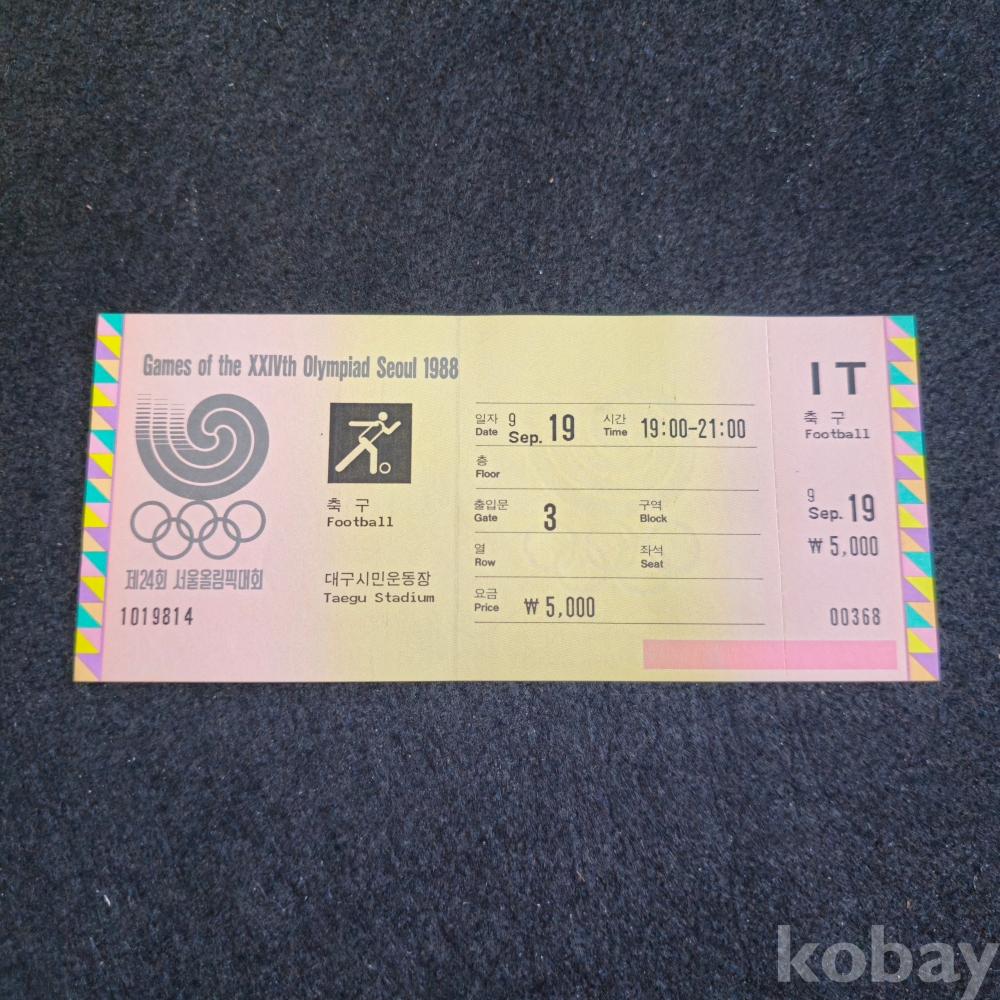 Games of the XXIVth Olympiad Seoul 1988
제24회 서울올림픽대회
1019814
축 구
Football
대구시민운동장
Taegu Stadium
일자 9
Date Sep. 19
시간
Time 19:00-21:00
층
Floor
출입문
Gate 3
구역
Block
열
Row
좌석
Seat
요금
Price ₩ 5,000
IT
축 구
Football
9
Sep. 19
₩ 5,000
00368
kobay